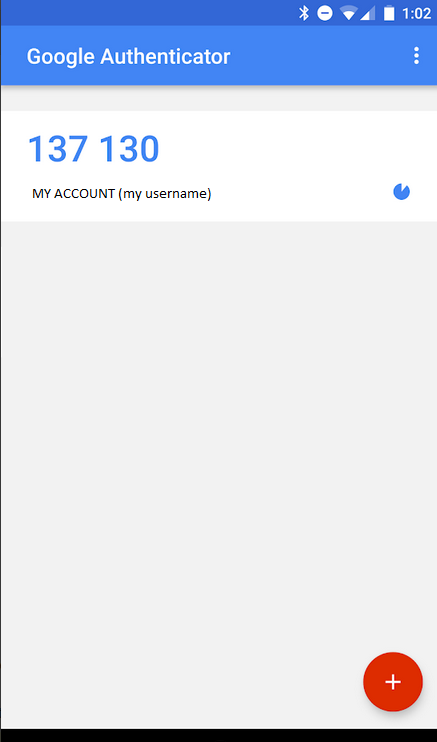 1:02
Google Authenticator
137 130
MY ACCOUNT (my username)